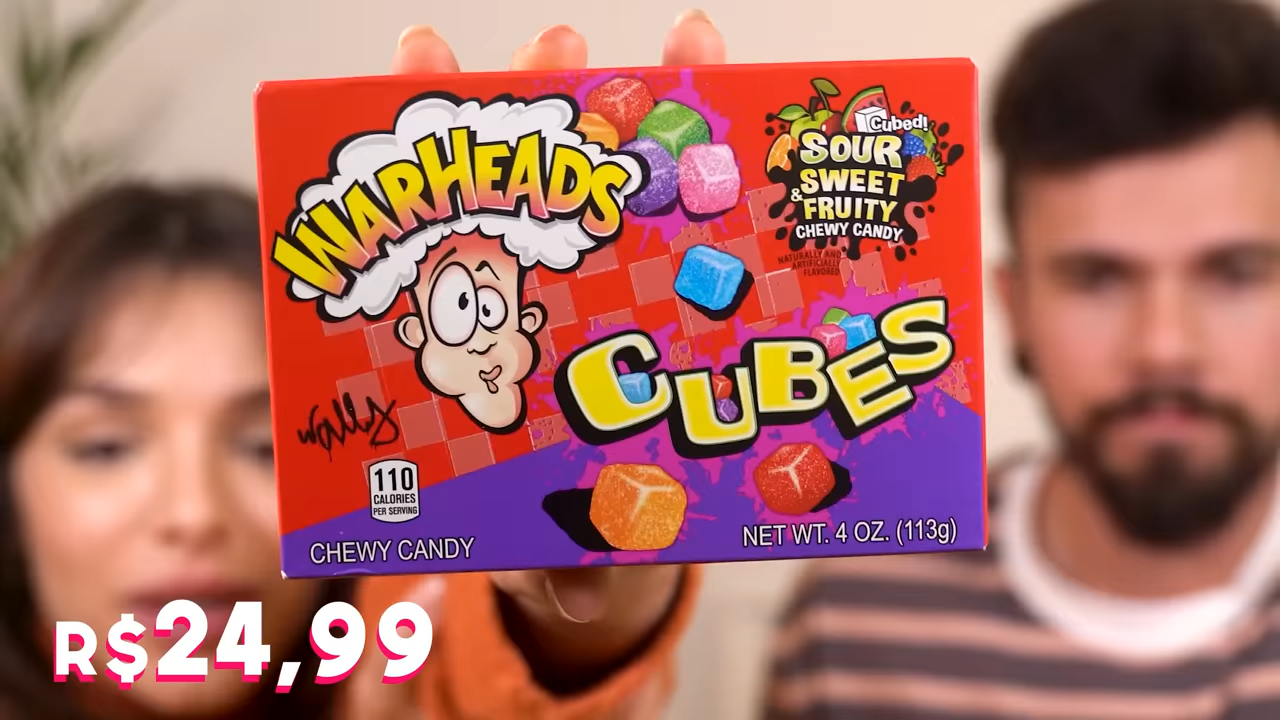 WARHEADS
Cubed!
SOUR
SWEET
& FRUITY
CHEWY CANDY
NATURALLY AND
ARTIFICIALLY
FLAVORED
CUBES
Wally
110
CALORIES
PER SERVING
CHEWY CANDY
NET WT. 4 OZ. (113g)
R$24,99